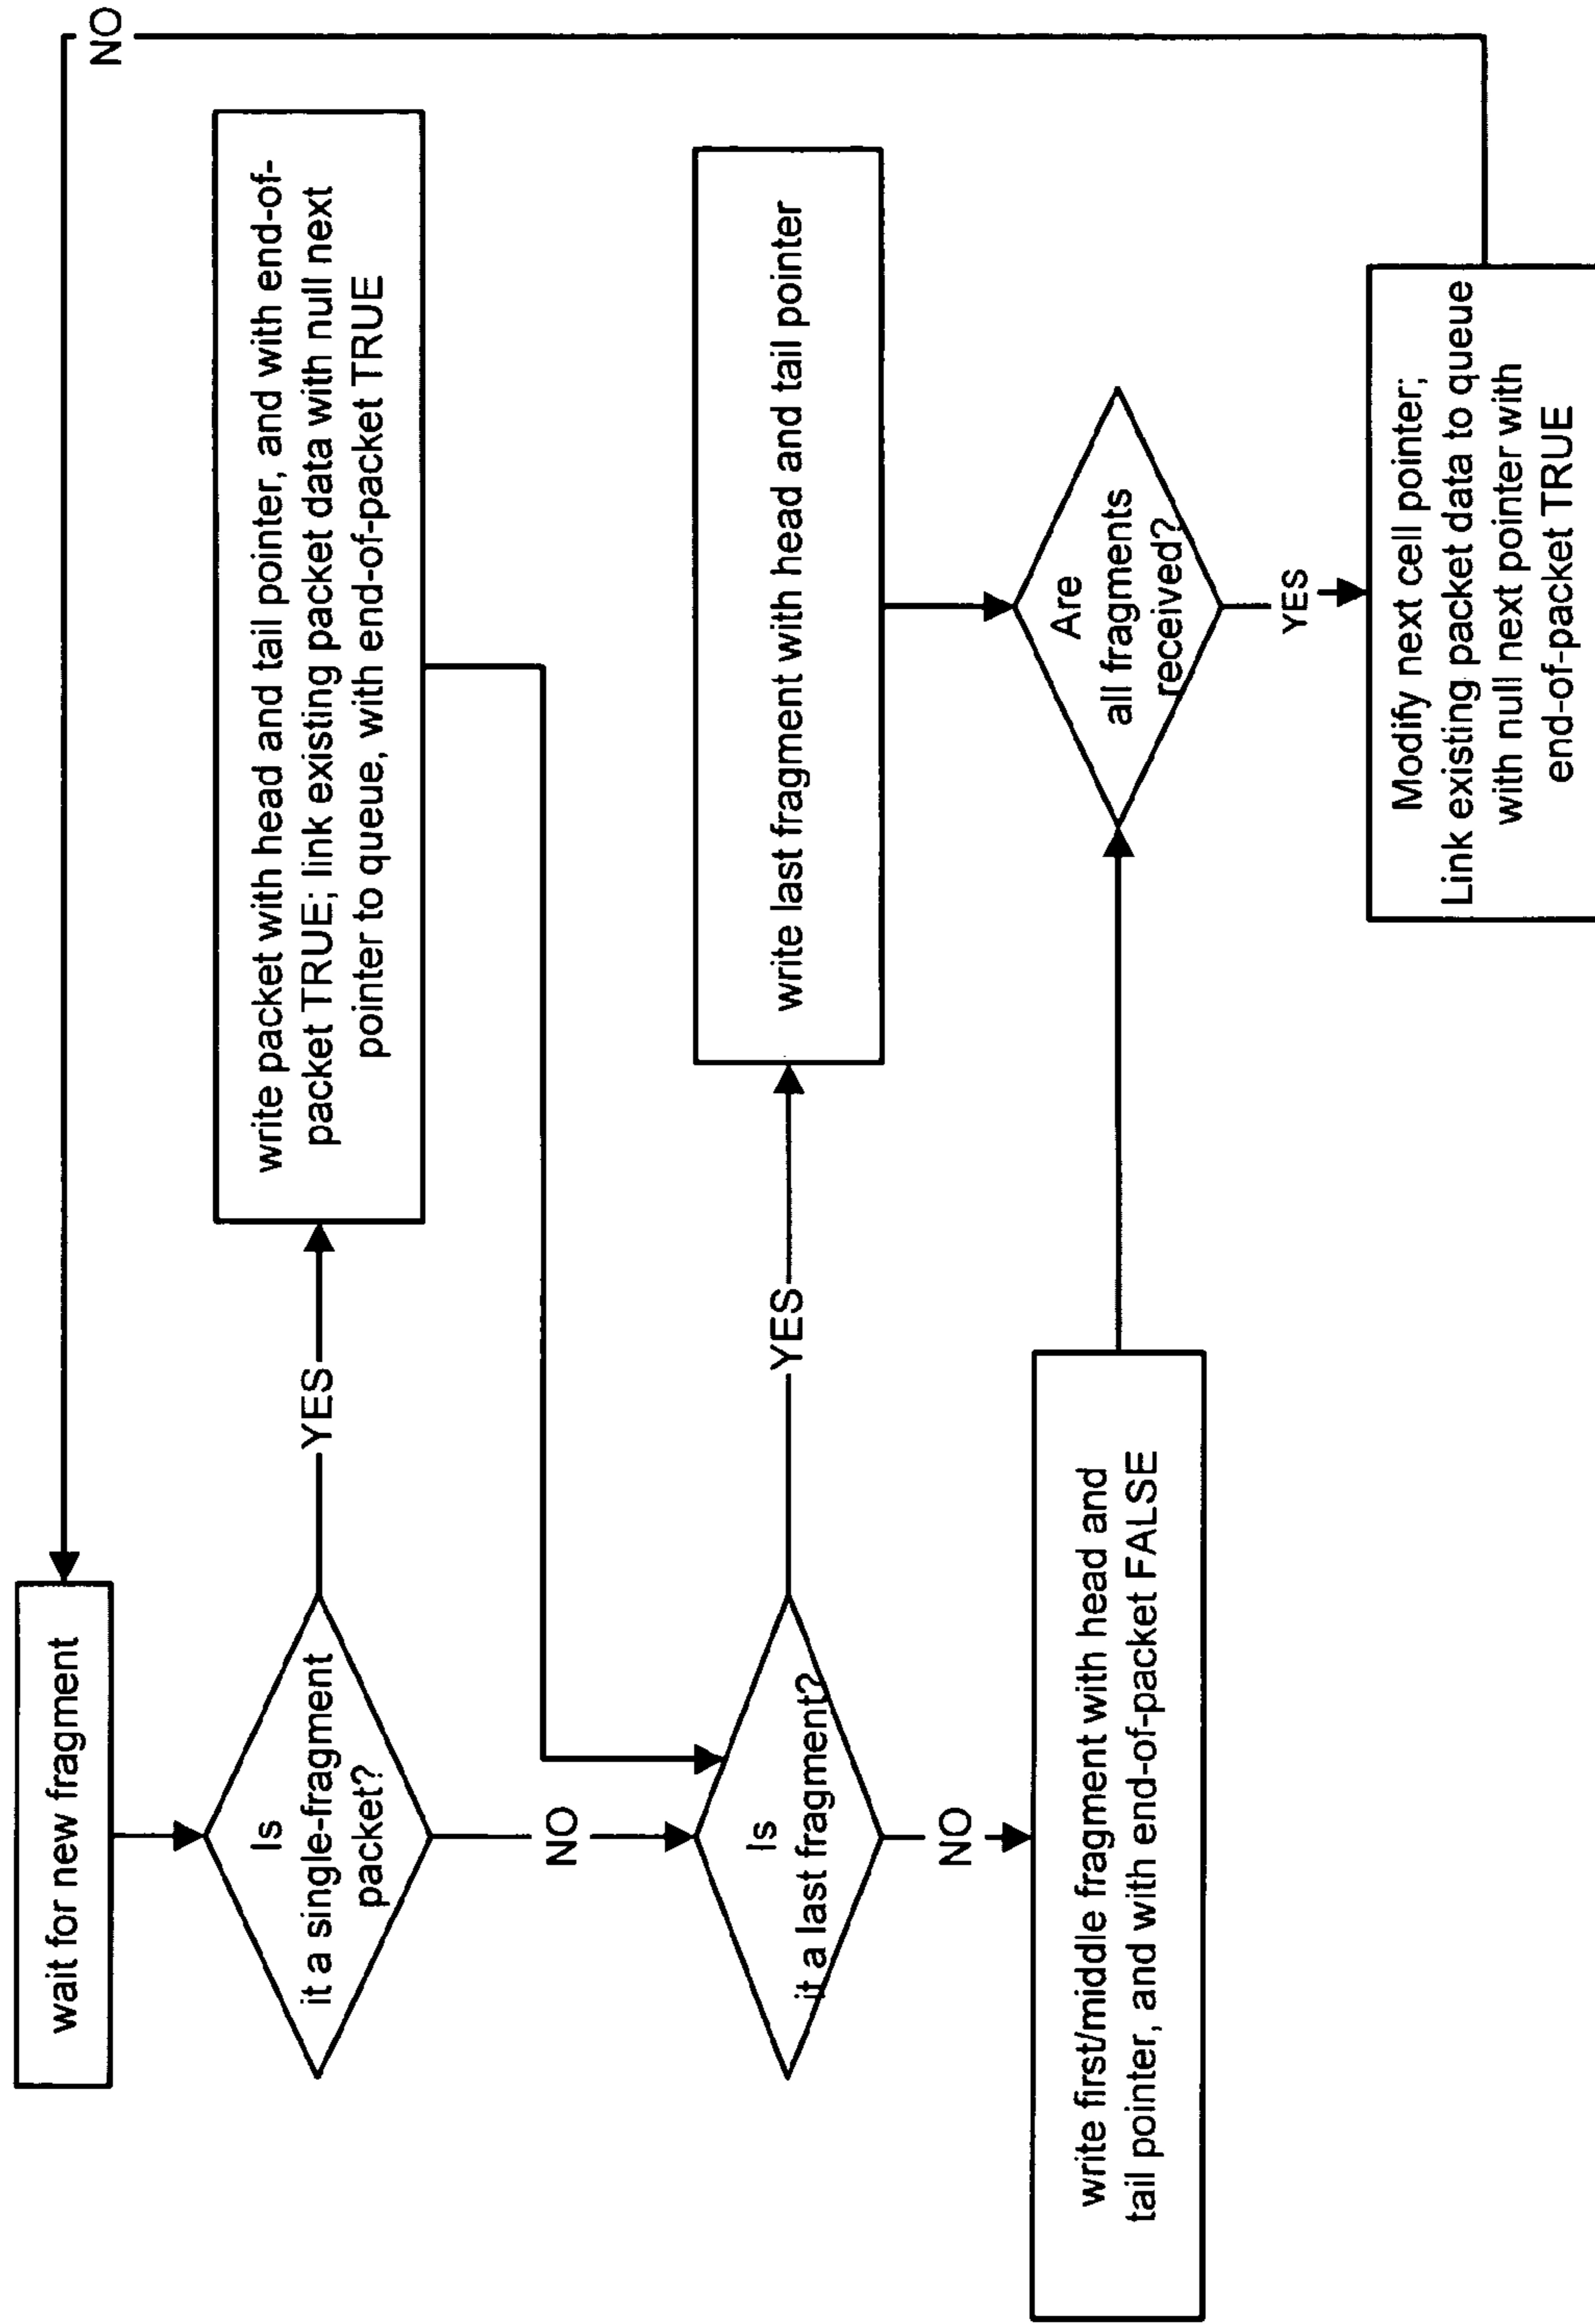 wait for new fragment
NO
Is
it a single-fragment
packet?
YES
write packet with head and tail pointer, and with end-of-
packet TRUE; link existing packet data with null next
pointer to queue, with end-of-packet TRUE
NO
Is
it a last fragment?
YES
write last fragment with head and tail pointer
NO
write first/middle fragment with head and
tail pointer, and with end-of-packet FALSE
Are
all fragments
received?
YES
Modify next cell pointer;
Link existing packet data to queue
with null next pointer with
end-of-packet TRUE